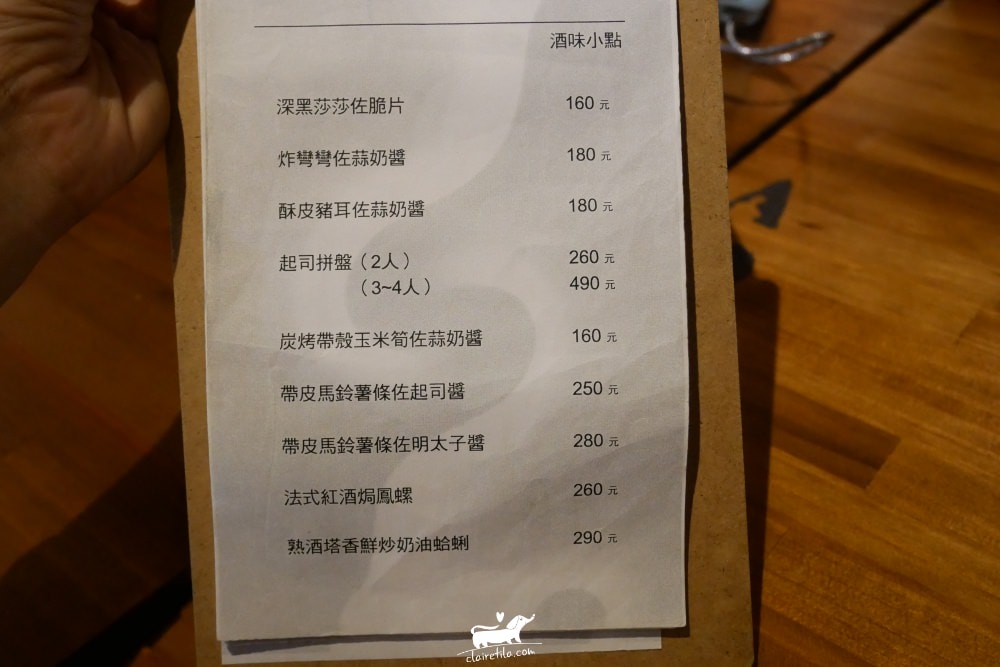 酒味小點
深黑莎莎佐脆片 160 元
炸彎彎佐蒜奶醬 180 元
酥皮豬耳佐蒜奶醬 180 元
起司拼盤（2人） 260 元
（3~4人） 490 元
炭烤帶殼玉米筍佐蒜奶醬 160 元
帶皮馬鈴薯條佐起司醬 250 元
帶皮馬鈴薯條佐明太子醬 280 元
法式紅酒焗鳳螺 260 元
熟酒塔香鮮炒奶油蛤蜊 290 元
clairetila.com